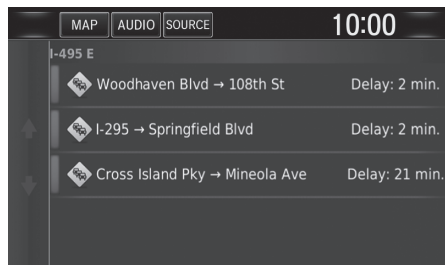 MAP AUDIO SOURCE 10:00
I-495 E
Woodhaven Blvd → 108th St Delay: 2 min.
I-295 → Springfield Blvd Delay: 2 min.
Cross Island Pky → Mineola Ave Delay: 21 min.